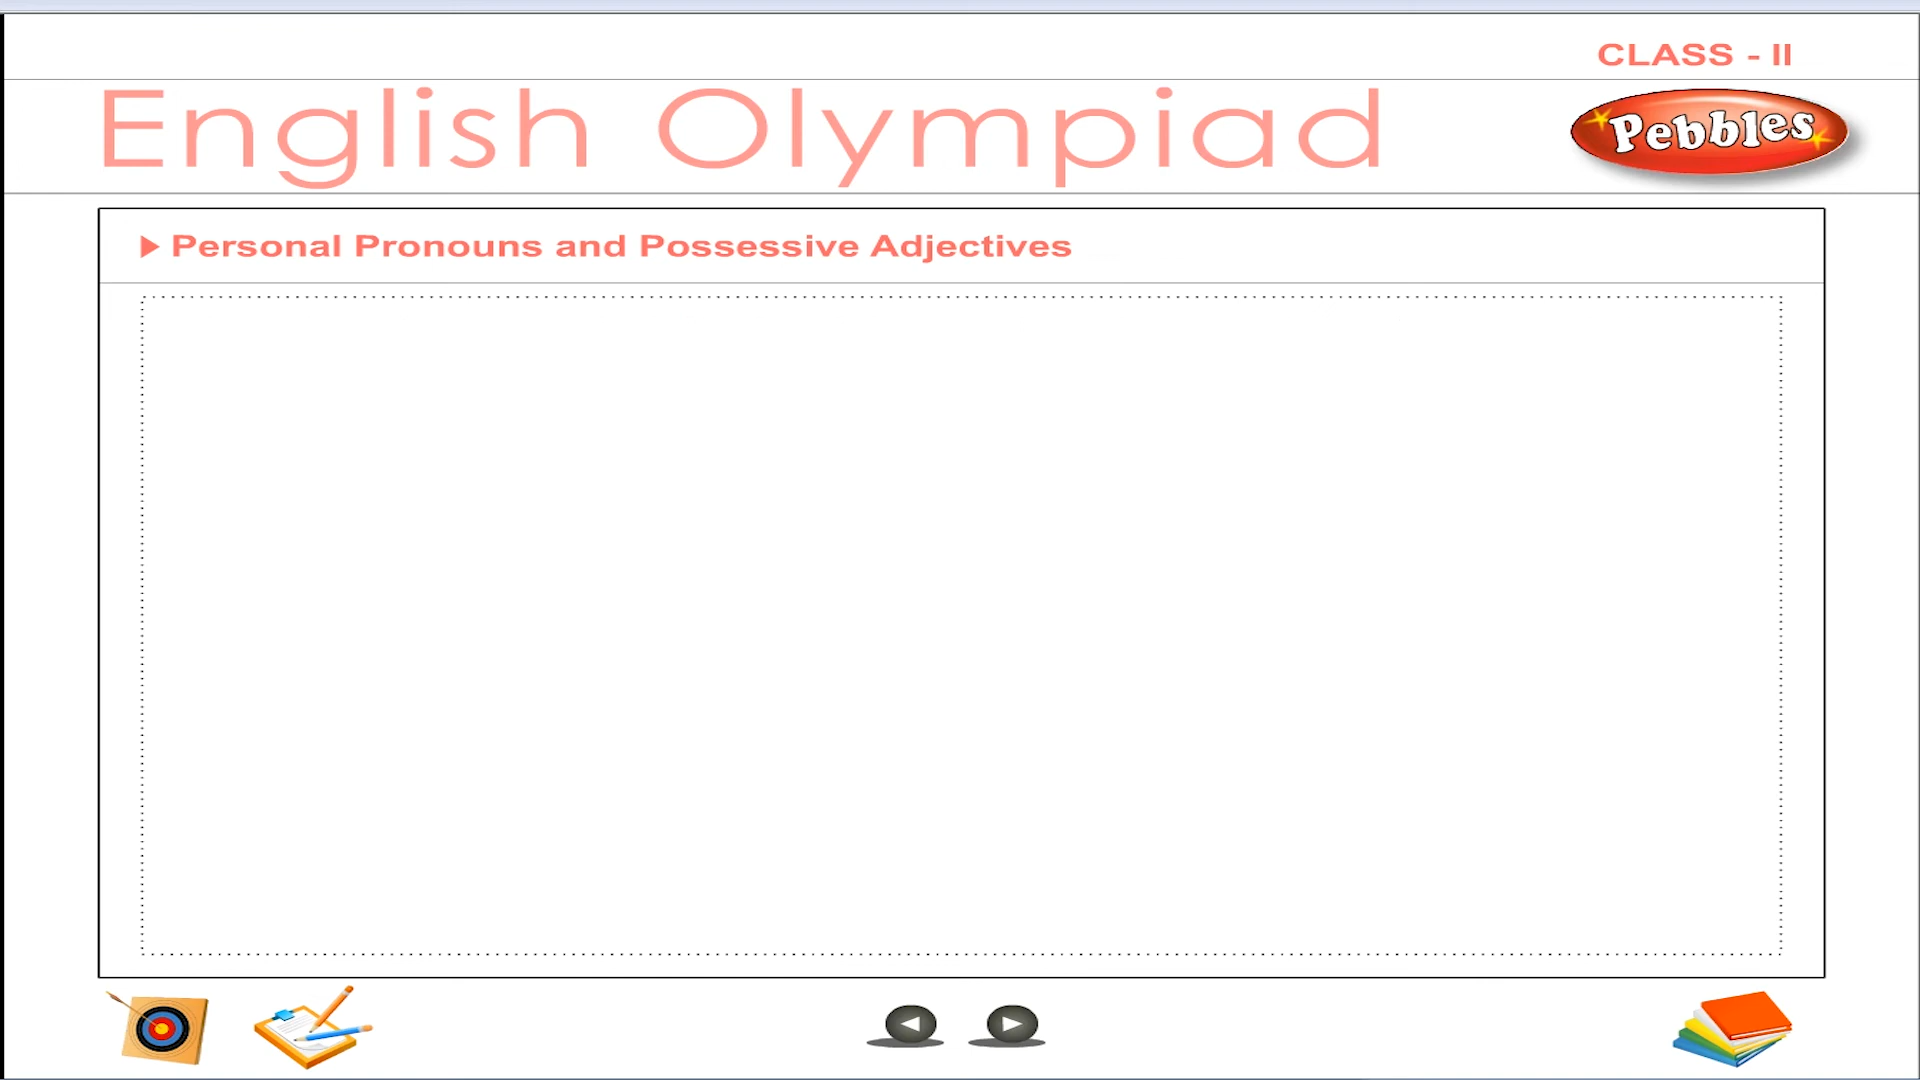 CLASS - II
English Olympiad
Pebbles
Personal Pronouns and Possessive Adjectives